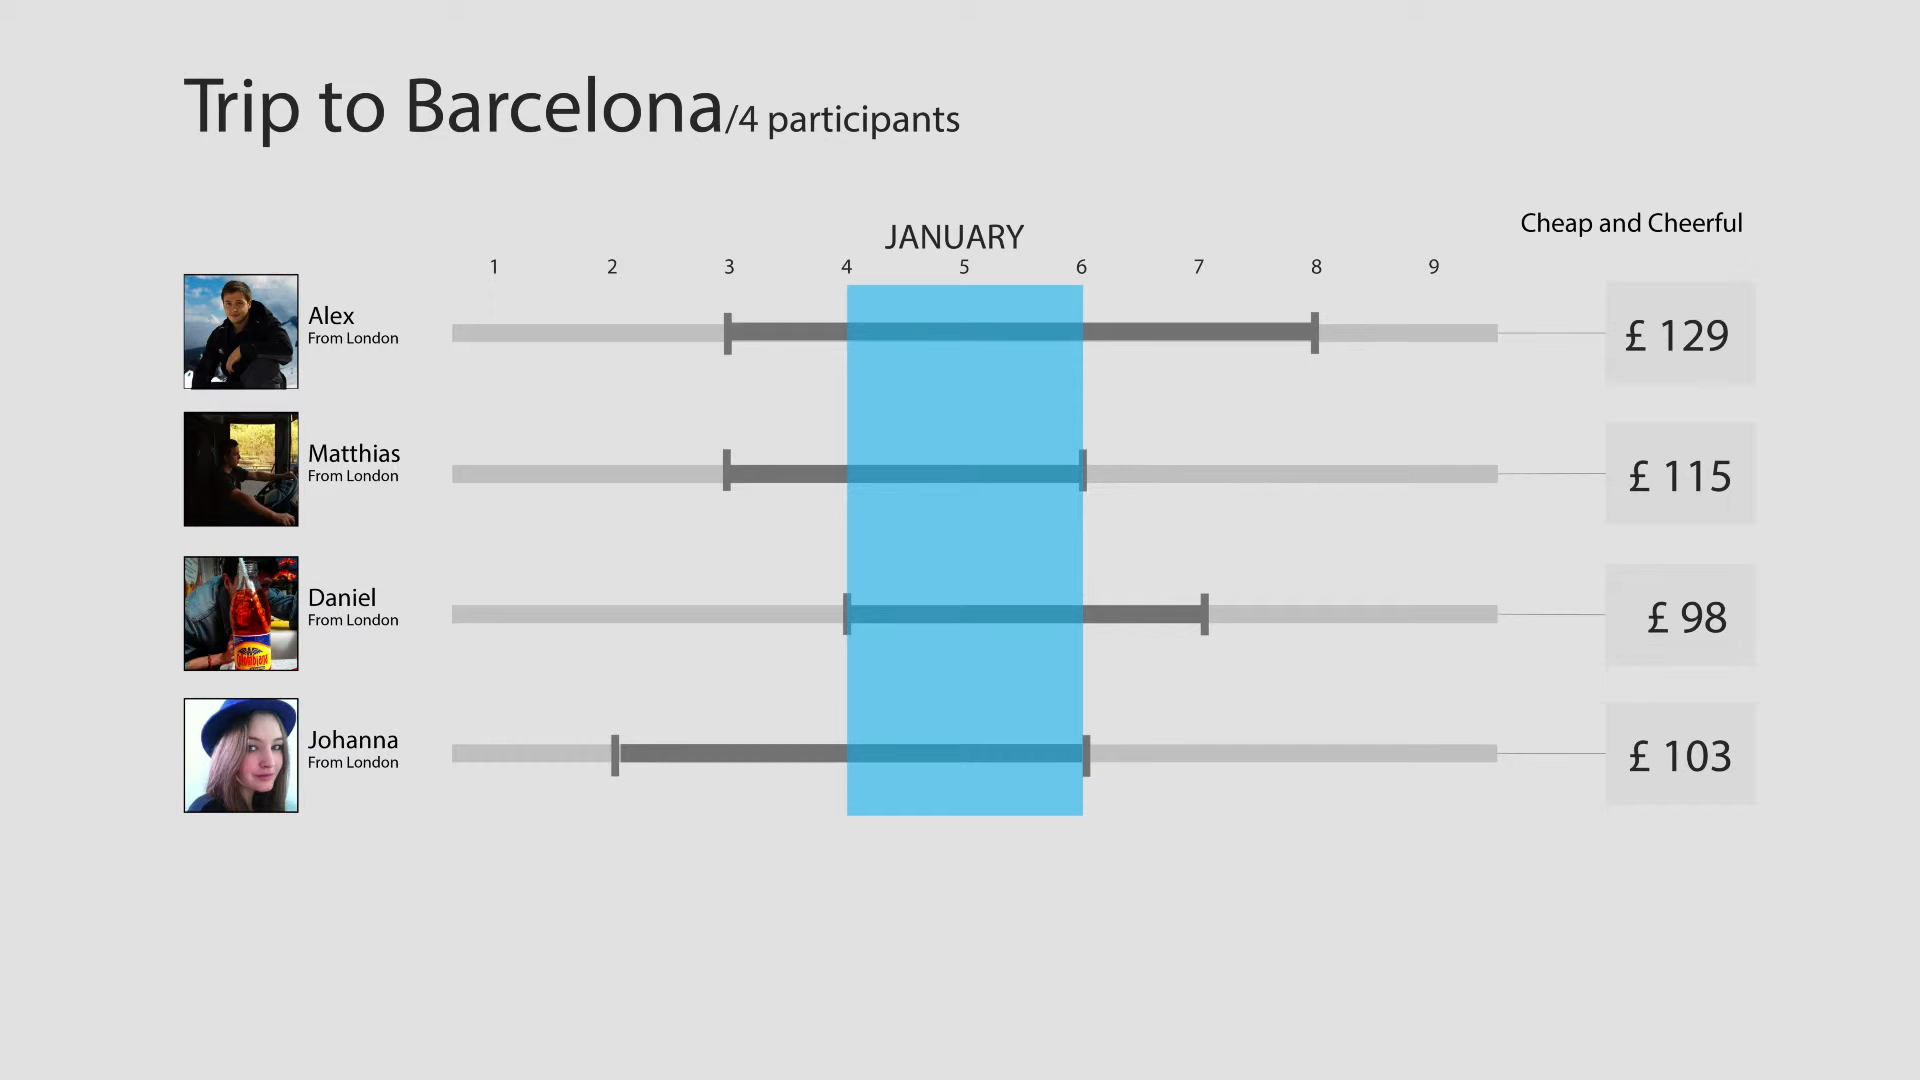 Trip to Barcelona/4 participants
JANUARY
Cheap and Cheerful
1 2 3 4 5 6 7 8 9
Alex
From London
£ 129
Matthias
From London
£ 115
Daniel
From London
£ 98
Colombiana
Johanna
From London
£ 103